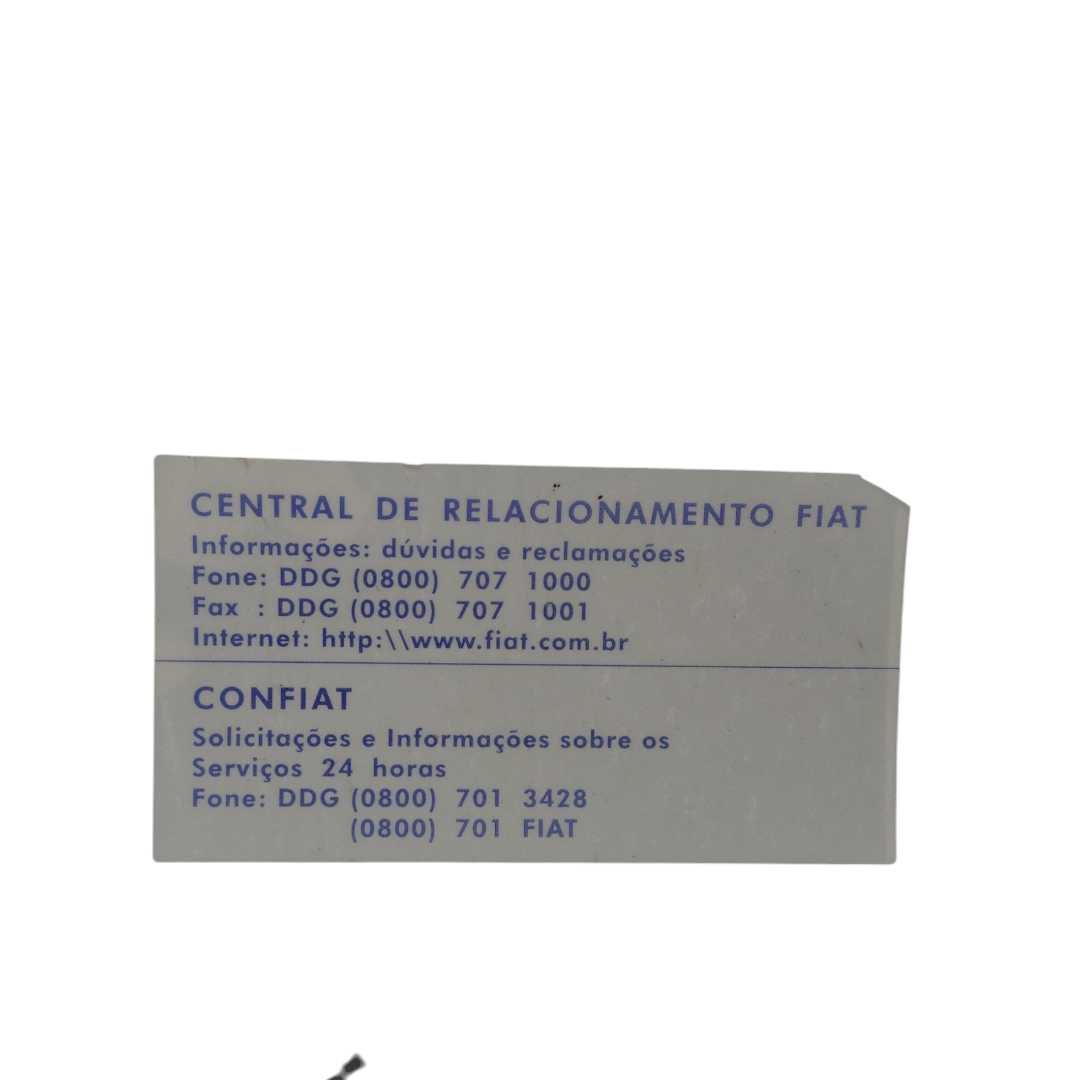 CENTRAL DE RELACIONAMENTO FIAT
Informações: dúvidas e reclamações
Fone: DDG (0800) 707 1000
Fax : DDG (0800) 707 1001
Internet: http:\\www.fiat.com.br
CONFIAT
Solicitações e Informações sobre os
Serviços 24 horas
Fone: DDG (0800) 701 3428
(0800) 701 FIAT